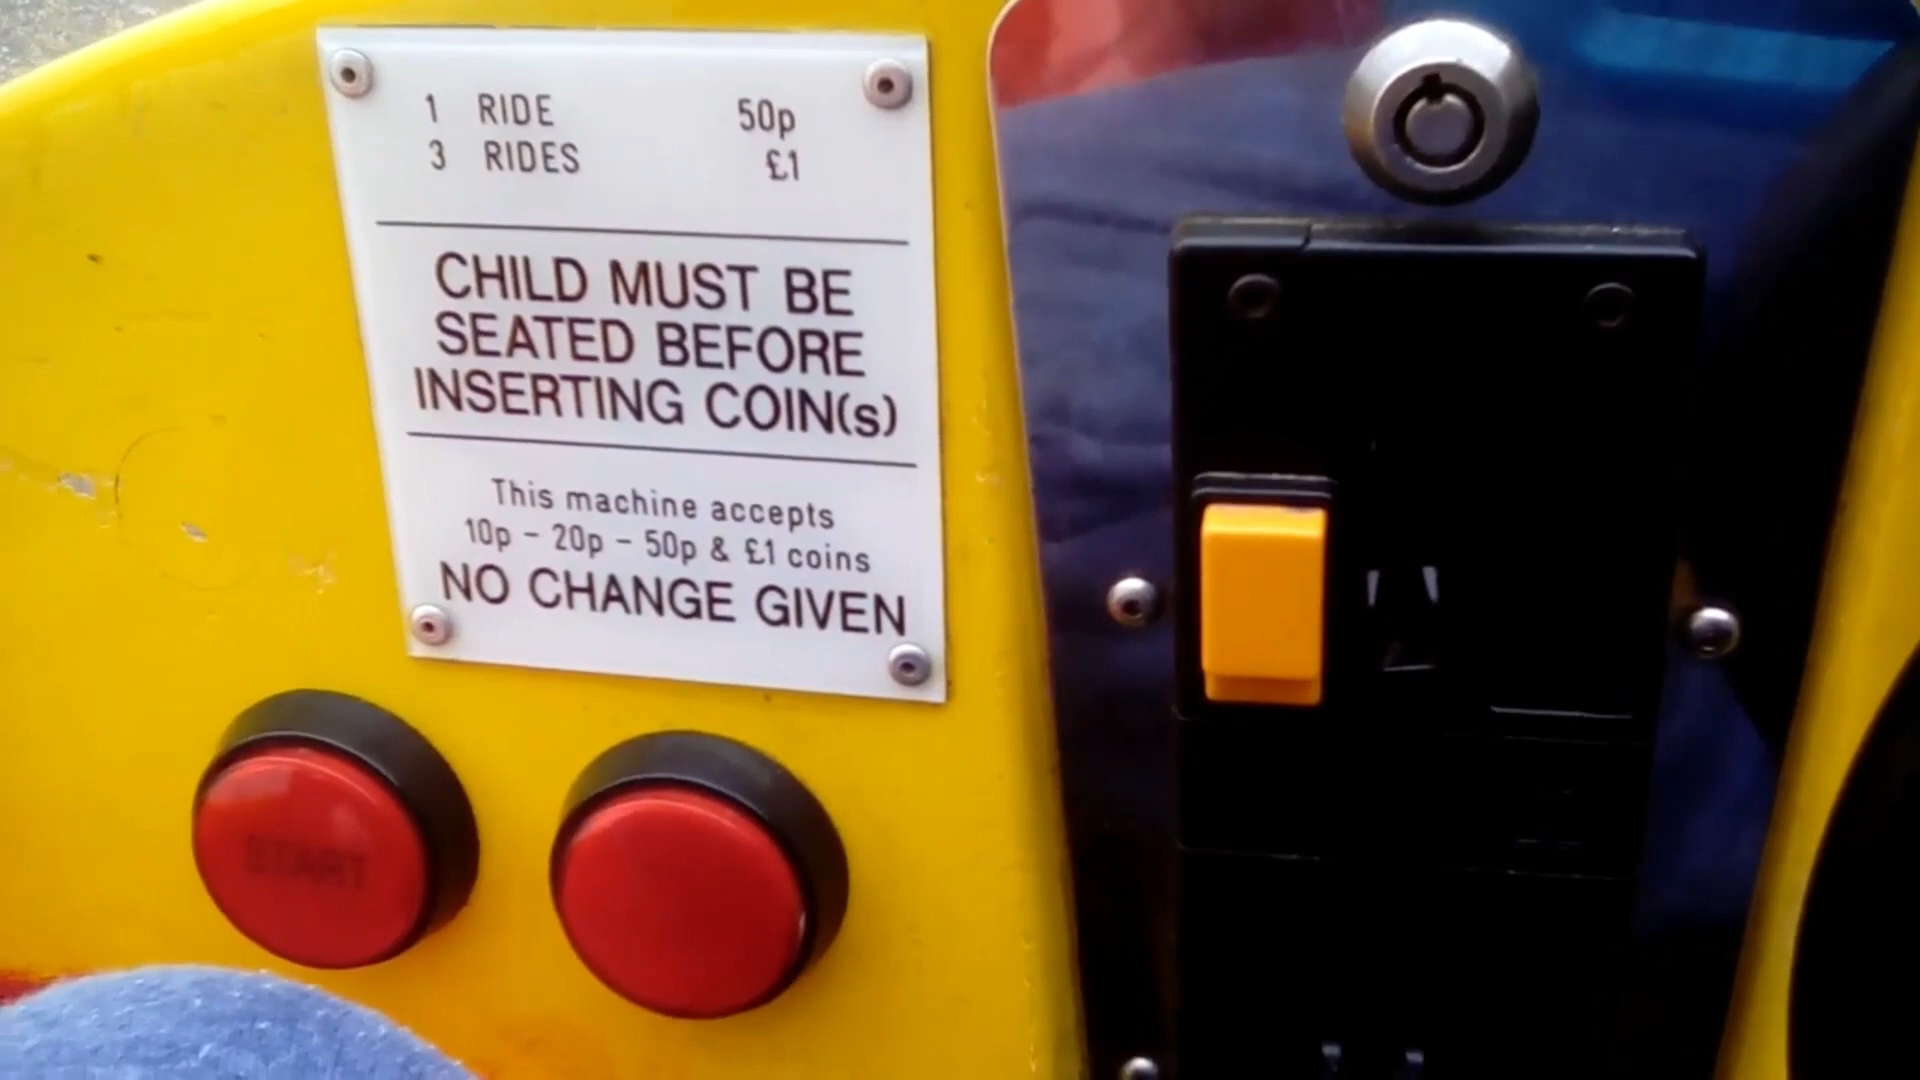 1 RIDE 50p
3 RIDES £1
CHILD MUST BE
SEATED BEFORE
INSERTING COIN(s)
This machine accepts
10p - 20p - 50p & £1 coins
NO CHANGE GIVEN
START